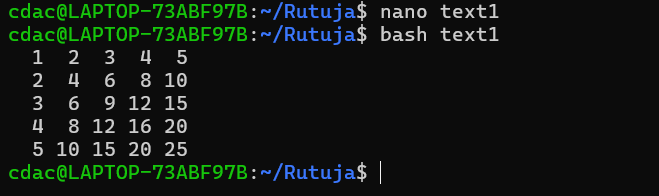 cdac@LAPTOP-73ABF97B:~/Rutuja$ nano text1
cdac@LAPTOP-73ABF97B:~/Rutuja$ bash text1
  1  2  3  4  5
  2  4  6  8 10
  3  6  9 12 15
  4  8 12 16 20
  5 10 15 20 25
cdac@LAPTOP-73ABF97B:~/Rutuja$